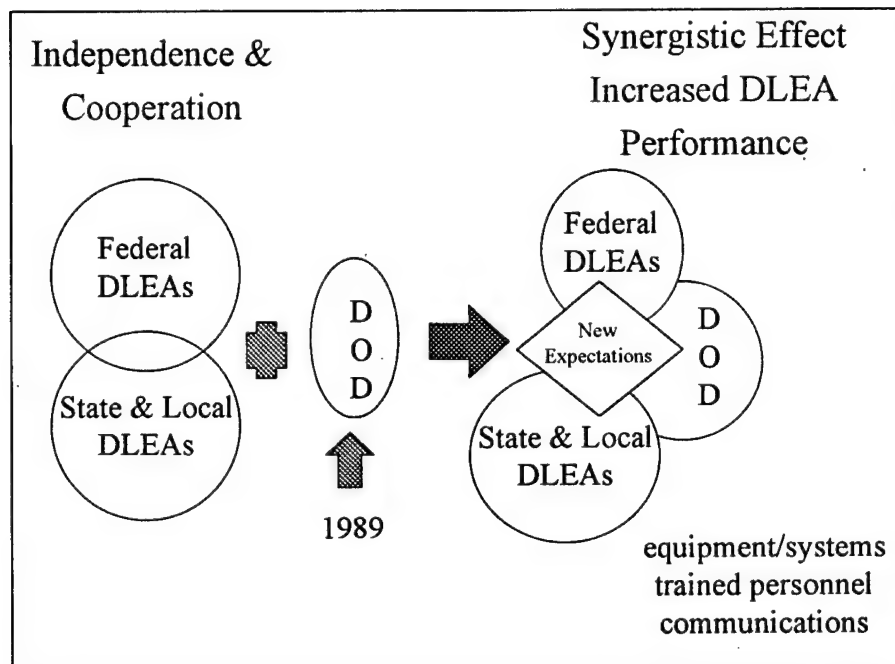 Independence &
Cooperation
Federal
DLEAs
State & Local
DLEAs
D
O
D
1989
Synergistic Effect
Increased DLEA
Performance
Federal
DLEAs
New
Expectations
D
O
D
State & Local
DLEAs
equipment/systems
trained personnel
communications